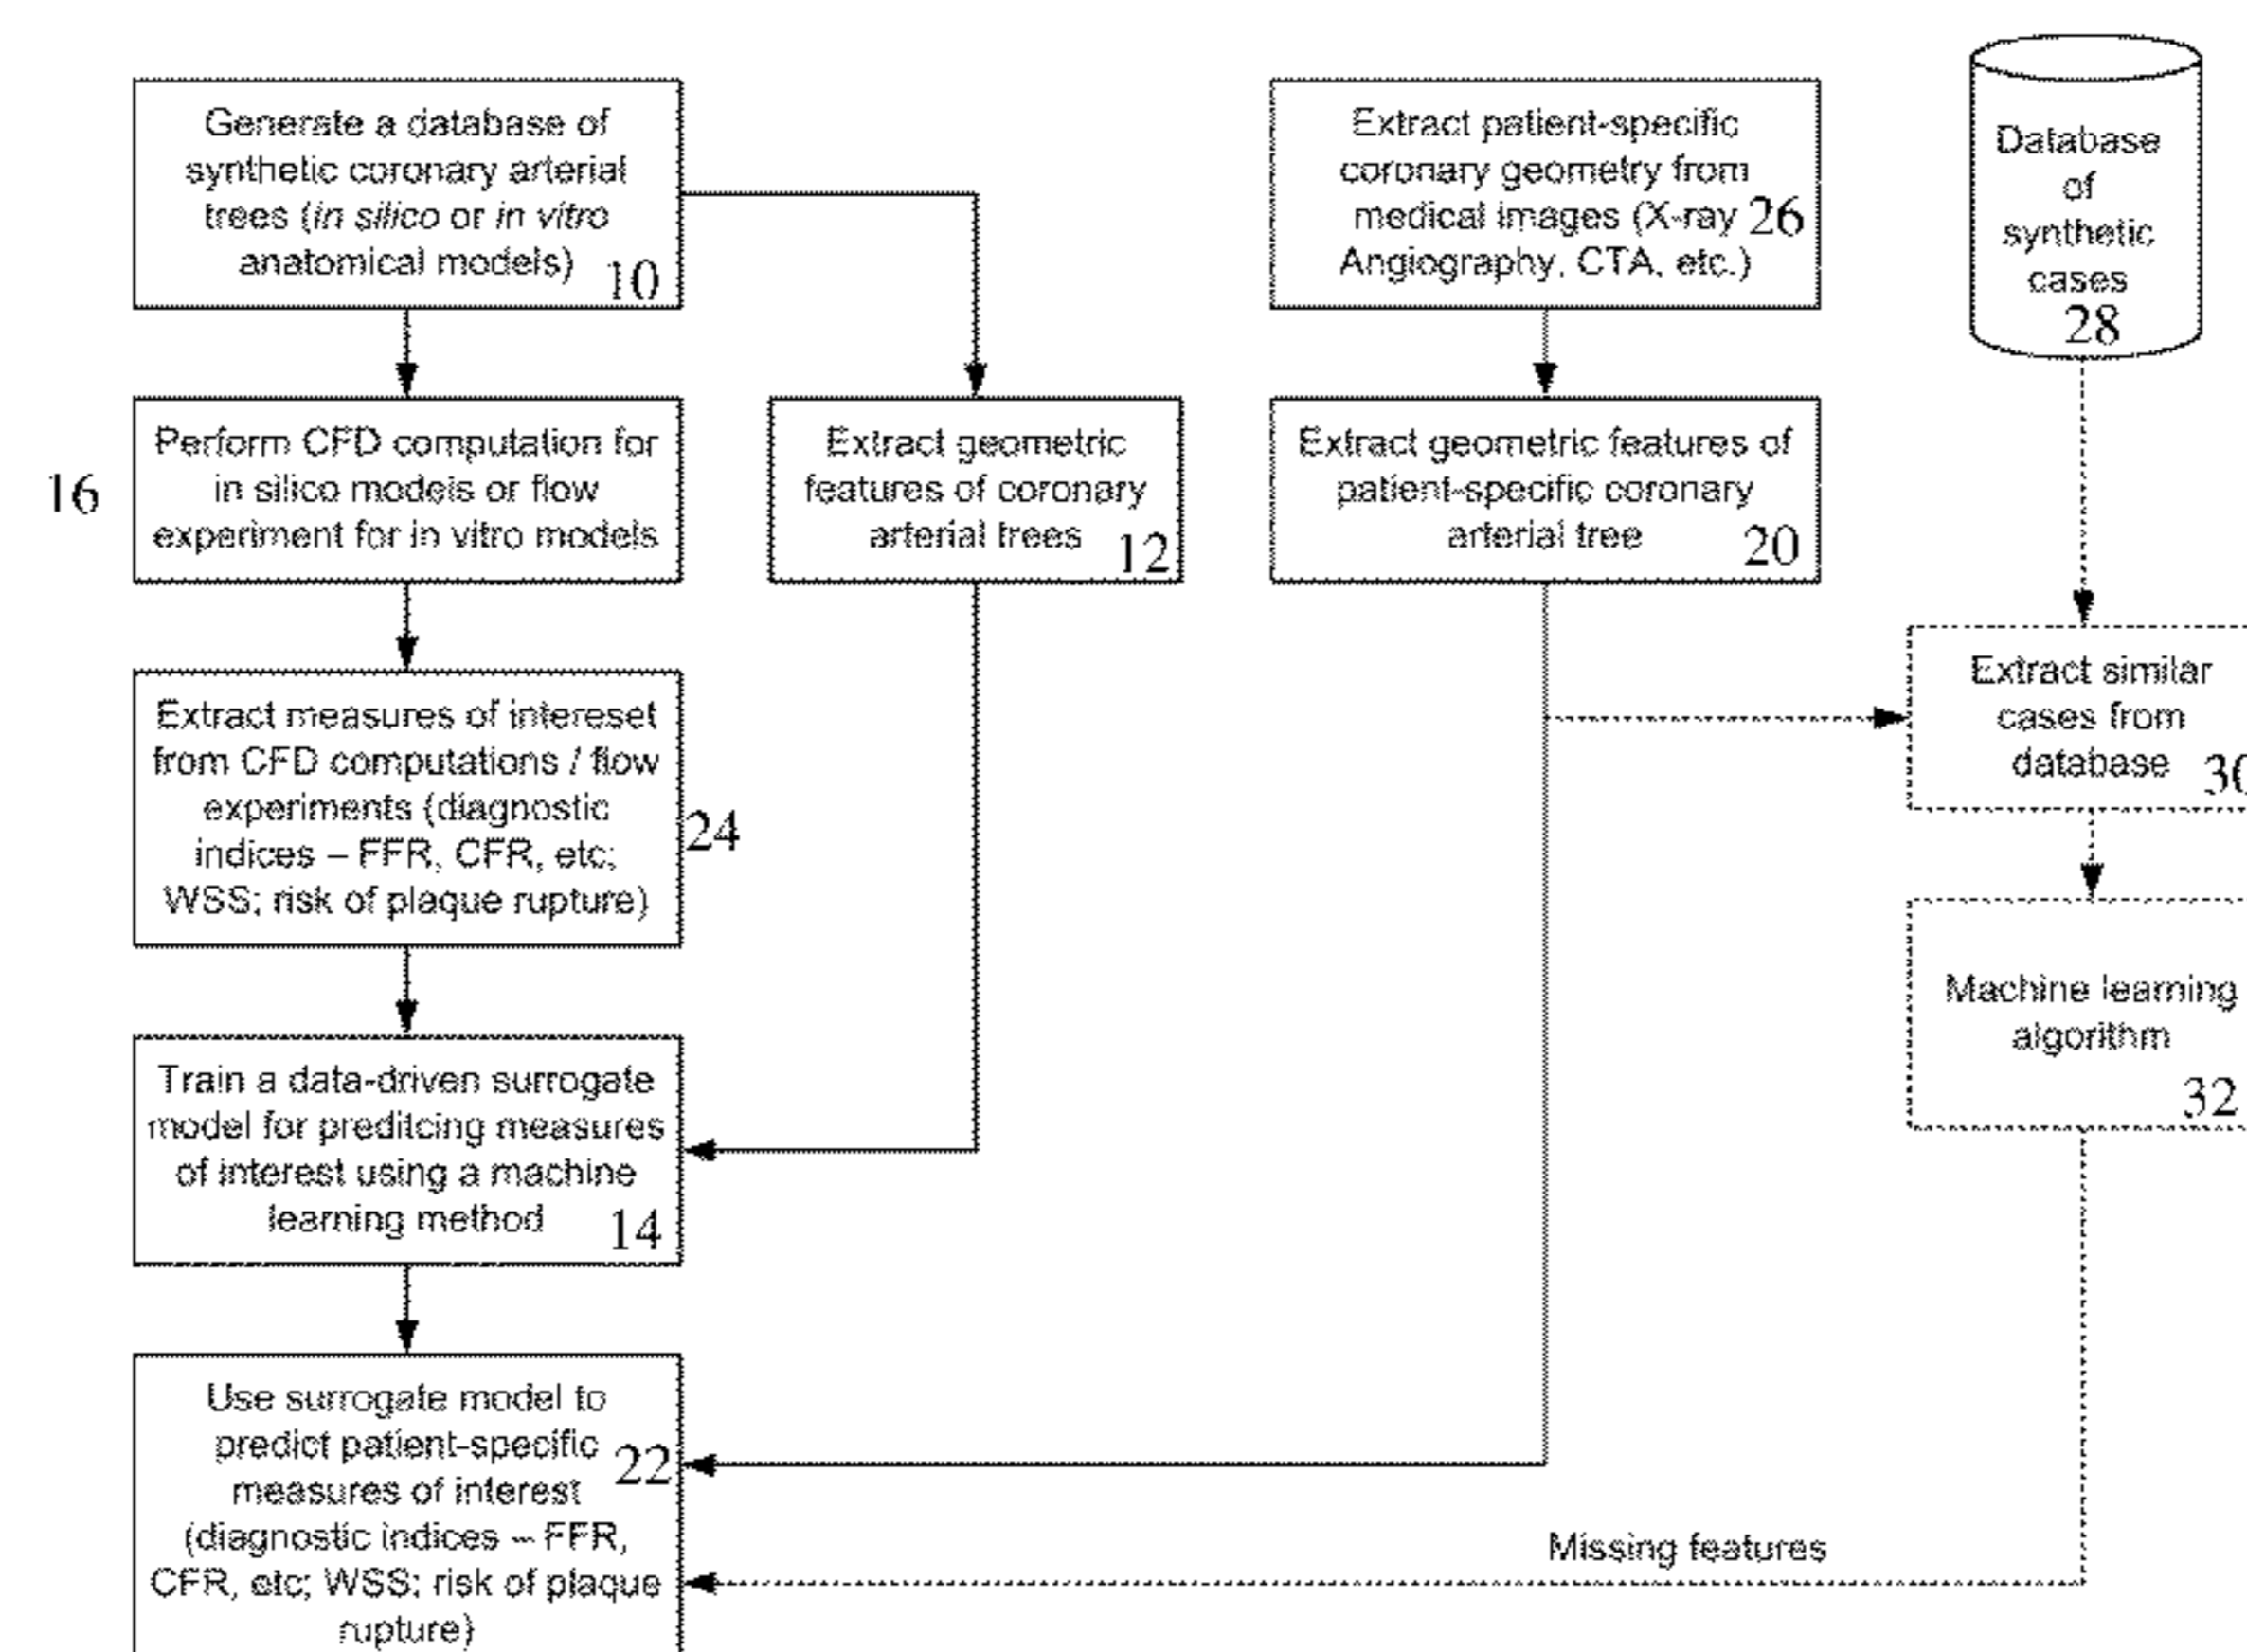 Generate a database of
synthetic coronary arterial
trees (in silico or in vitro
anatomical models) 10
Extract patient-specific
coronary geometry from
medical images (X-ray 26
Angiography, CTA, etc.)
Database
of
synthetic
cases
28
16
Perform CFD computation for
in silico models or flow
experiment for in vitro models
Extract geometric
features of coronary
arterial trees 12
Extract geometric features of
patient-specific coronary
arterial tree 20
Extract measures of intereset
from CFD computations / flow
experiments (diagnostic
indices – FFR, CFR, etc;
WSS; risk of plaque rupture)
24
Extract similar
cases from
database 30
Machine learning
algorithm
32
Train a data-driven surrogate
model for preditcing measures
of interest using a machine
learning method 14
Use surrogate model to
predict patient-specific
22
measures of interest
(diagnostic indices – FFR,
CFR, etc; WSS; risk of plaque
rupture)
Missing features